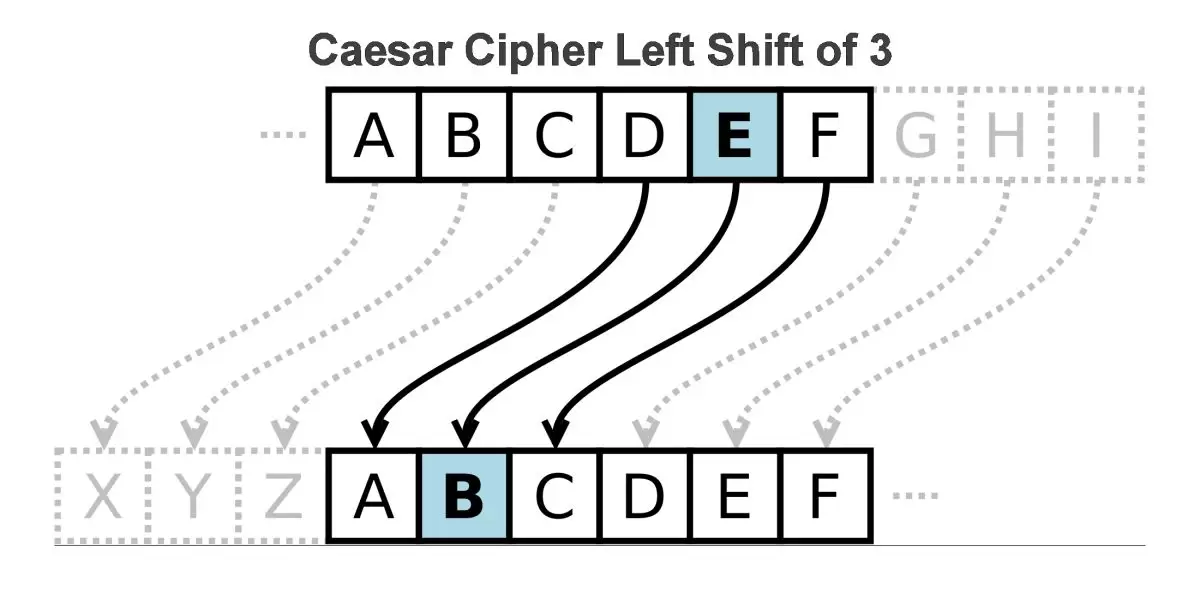 Caesar Cipher Left Shift of 3
A B C D E F G H I
X Y Z A B C D E F